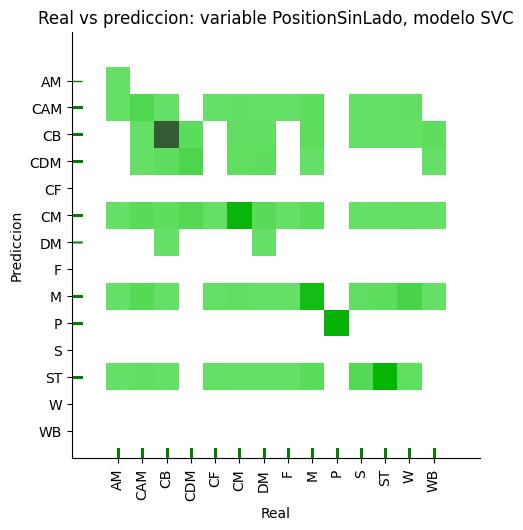 Real vs prediccion: variable PositionSinLado, modelo SVC
AM
CAM
CB
CDM
CF
CM
DM
F
M
P
S
ST
W
WB
Prediccion
AM
CAM
CB
CDM
CF
CM
DM
F
M
P
S
ST
W
WB
Real